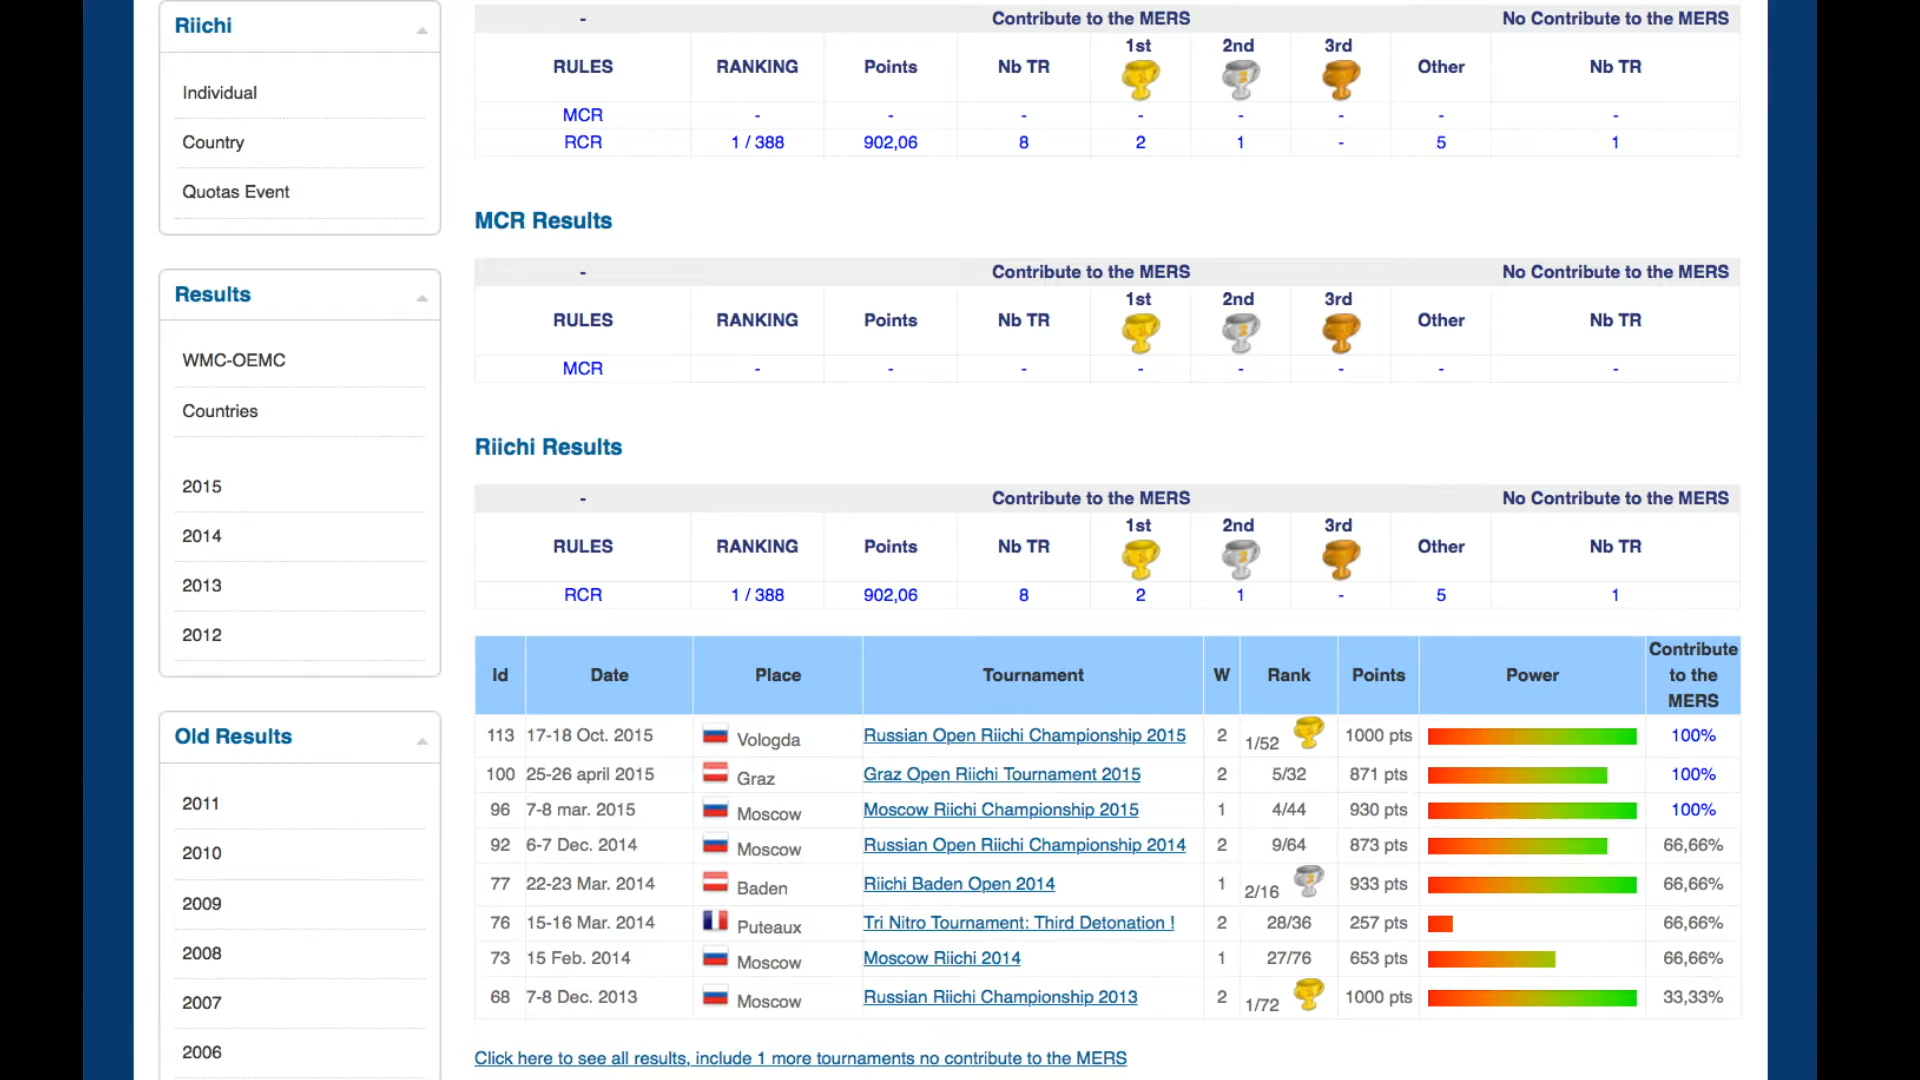 Riichi
Individual
Country
Quotas Event
Results
WMC-OEMC
Countries
2015
2014
2013
2012
Old Results
2011
2010
2009
2008
2007
2006
- Contribute to the MERS No Contribute to the MERS
RULES RANKING Points Nb TR 1st 2nd 3rd Other Nb TR
MCR - - - - - - - -
RCR 1 / 388 902,06 8 2 1 - 5 1
MCR Results
- Contribute to the MERS No Contribute to the MERS
RULES RANKING Points Nb TR 1st 2nd 3rd Other Nb TR
MCR - - - - - - - -
Riichi Results
- Contribute to the MERS No Contribute to the MERS
RULES RANKING Points Nb TR 1st 2nd 3rd Other Nb TR
RCR 1 / 388 902,06 8 2 1 - 5 1
Id Date Place Tournament W Rank Points Power Contribute to the MERS
113 17-18 Oct. 2015 Vologda Russian Open Riichi Championship 2015 2 1/52 1000 pts 100%
100 25-26 april 2015 Graz Graz Open Riichi Tournament 2015 2 5/32 871 pts 100%
96 7-8 mar. 2015 Moscow Moscow Riichi Championship 2015 1 4/44 930 pts 100%
92 6-7 Dec. 2014 Moscow Russian Open Riichi Championship 2014 2 9/64 873 pts 66,66%
77 22-23 Mar. 2014 Baden Riichi Baden Open 2014 1 2/16 933 pts 66,66%
76 15-16 Mar. 2014 Puteaux Tri Nitro Tournament: Third Detonation ! 2 28/36 257 pts 66,66%
73 15 Feb. 2014 Moscow Moscow Riichi 2014 1 27/76 653 pts 66,66%
68 7-8 Dec. 2013 Moscow Russian Riichi Championship 2013 2 1/72 1000 pts 33,33%
Click here to see all results, include 1 more tournaments no contribute to the MERS